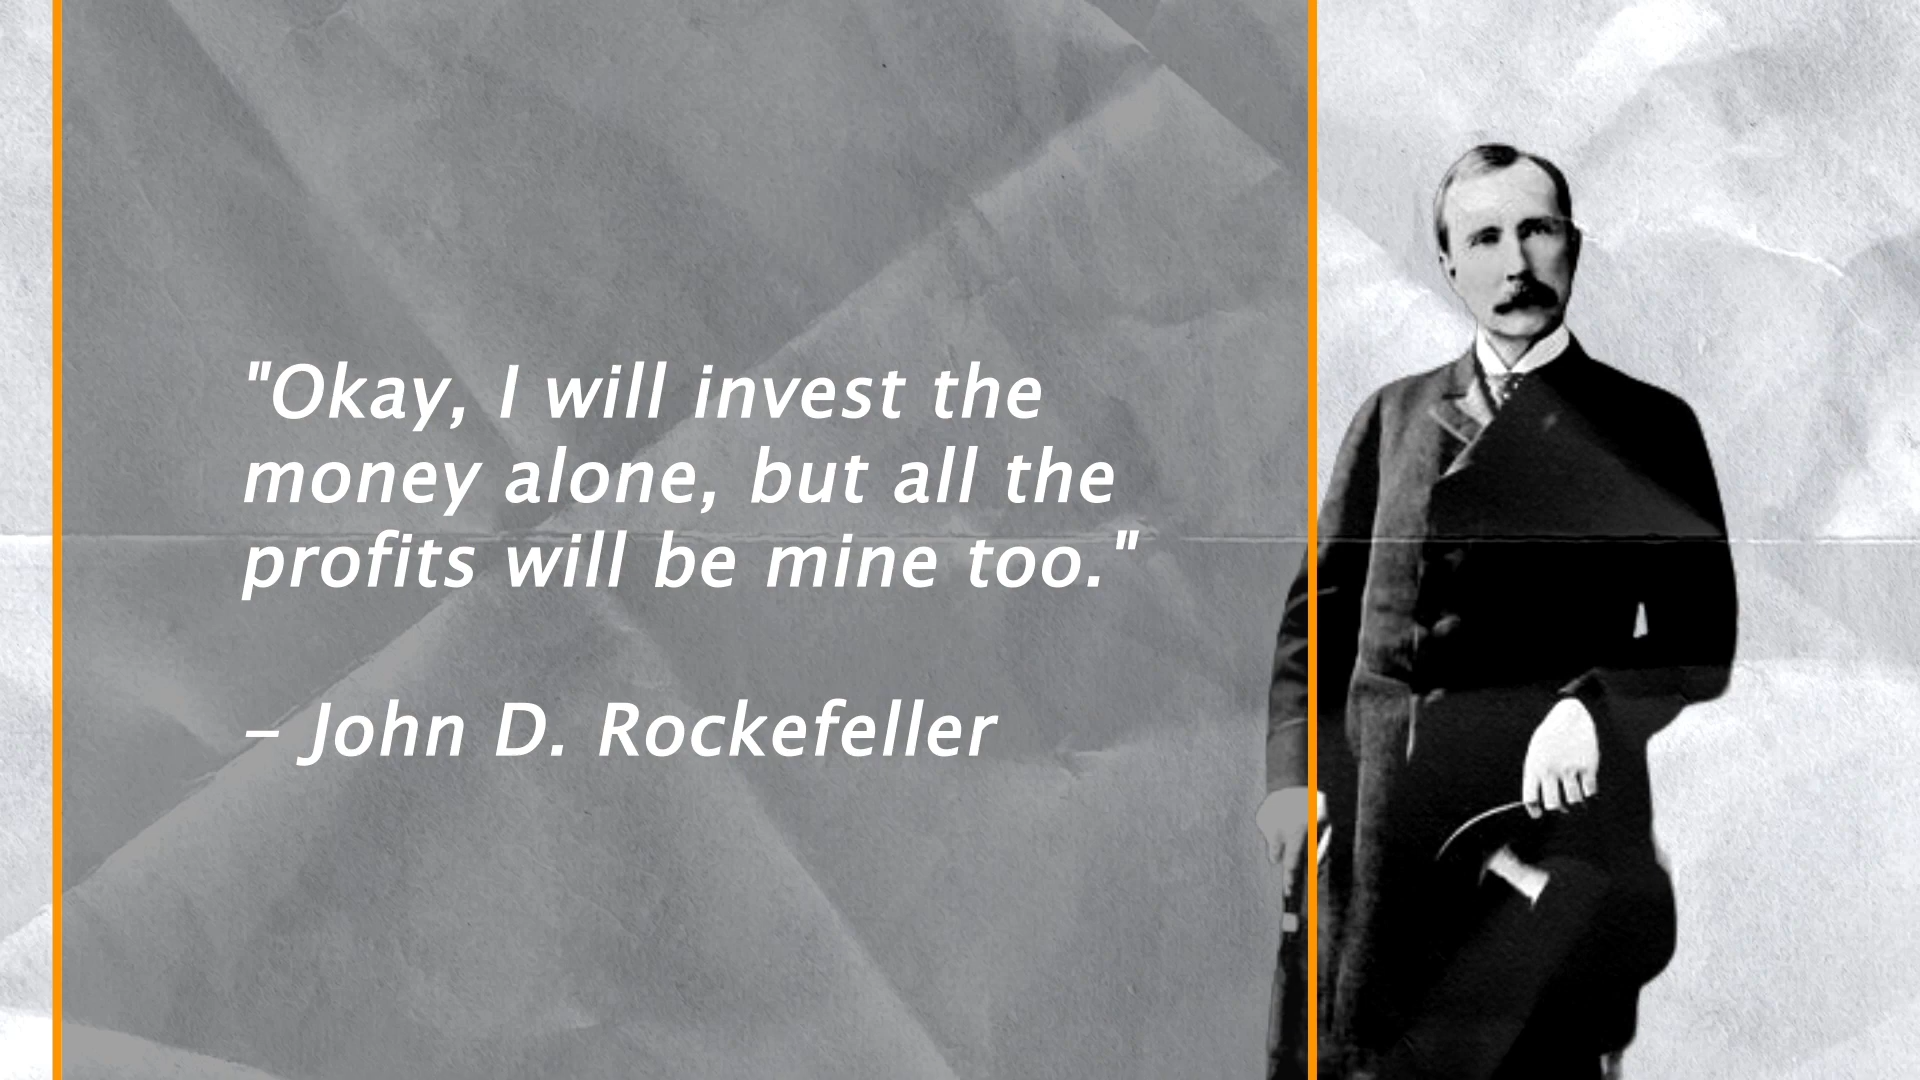 "Okay, I will invest the
money alone, but all the
profits will be mine too."
– John D. Rockefeller